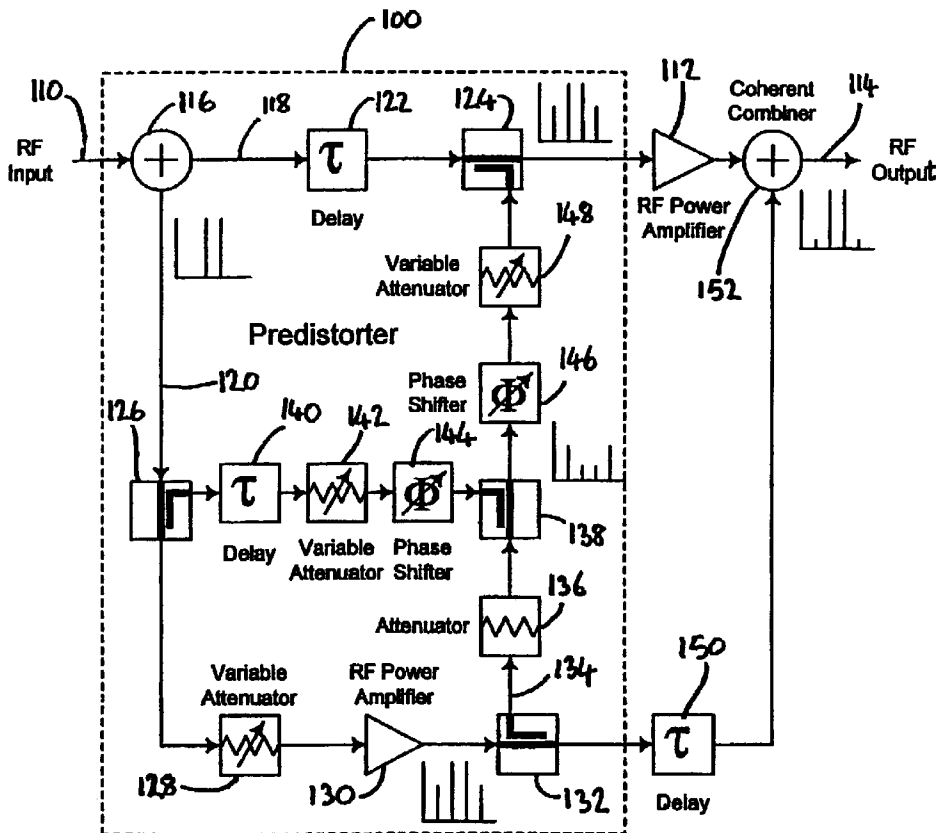 100
110
116
118
122
124
112
Coherent
Combiner
114
RF
Input
+
τ
+
RF
Output
Delay
RF Power
Amplifier
148
152
Variable
Attenuator
Predistorter
120
146
Phase
Shifter
Φ
126
140
142
144
τ
Φ
138
Delay
Variable
Attenuator
Phase
Shifter
136
Attenuator
134
150
Variable
Attenuator
RF Power
Amplifier
τ
128
130
132
Delay